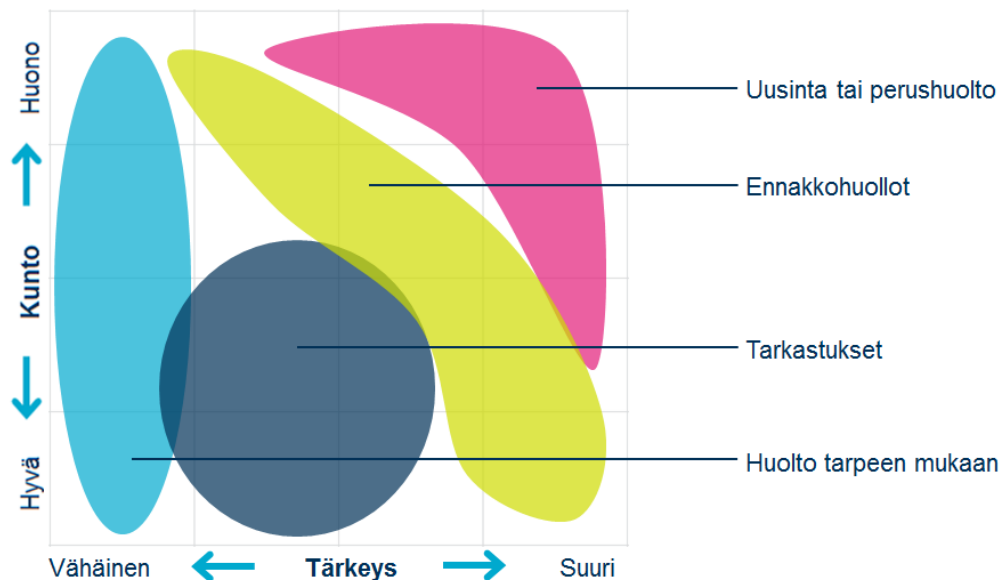 Huono
Kunto
Hyvä
Uusinta tai perushuolto
Ennakkohuollot
Tarkastukset
Huolto tarpeen mukaan
Vähäinen
Tärkeys
Suuri